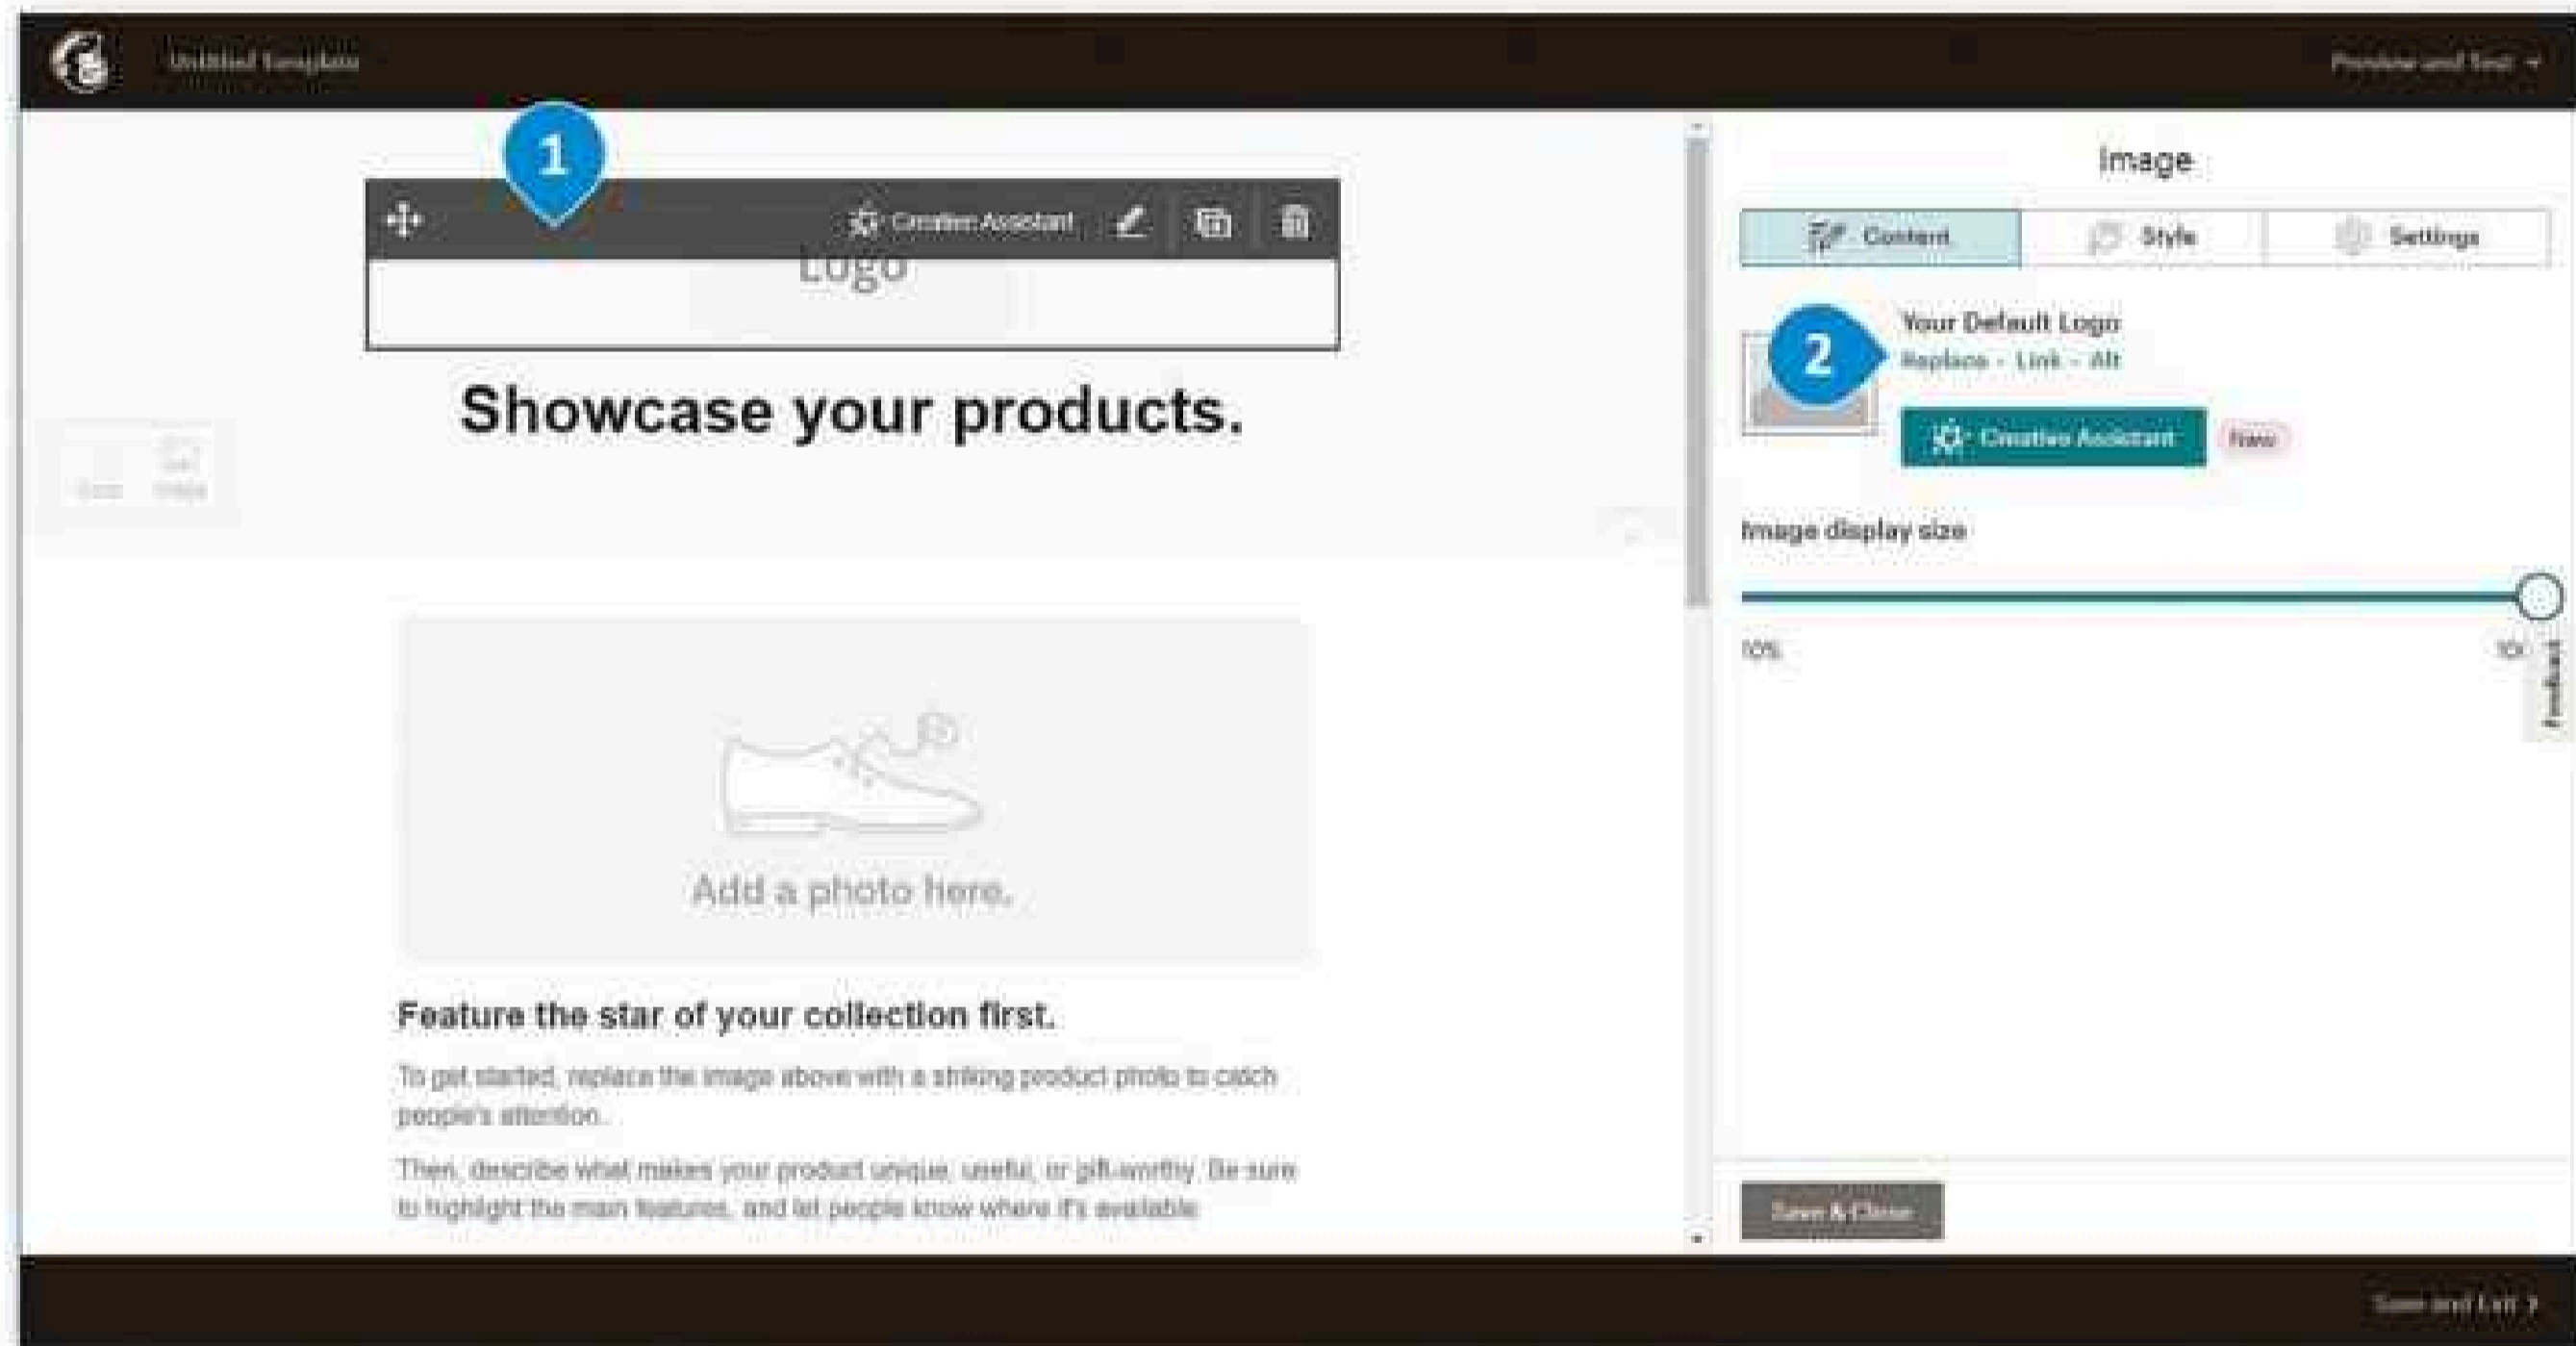 Untitled Template
Preview and Test
1
Creative Assistant
Logo
Showcase your products.
Add a photo here.
Feature the star of your collection first.
To get started, replace the image above with a striking product photo to catch
people's attention.
Then, describe what makes your product unique, useful, or gift-worthy. Be sure
to highlight the main features, and let people know where it's available
Image
Content
Style
Settings
2
Your Default Logo
Replace - Link - Alt
Creative Assistant
New
Image display size
10%
Feedback
Save & Close
Save and Exit